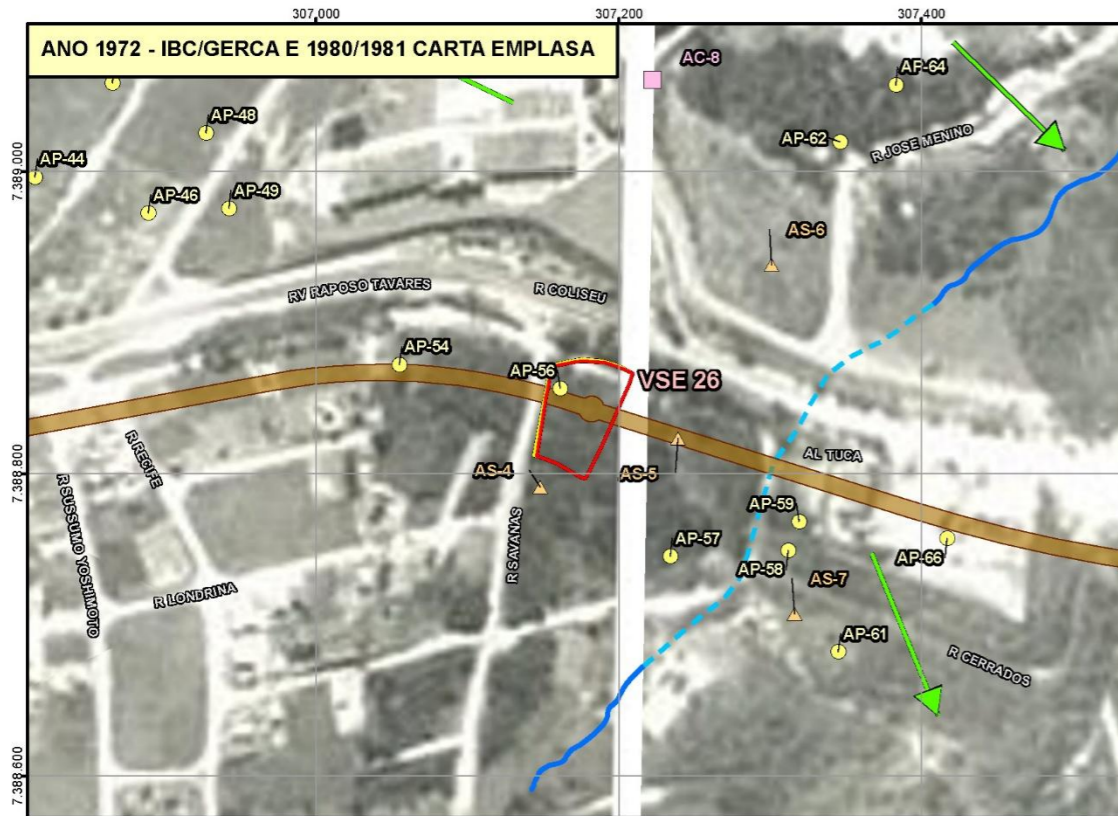 307,000
307,200
307,400
ANO 1972 - IBC/GERCA E 1980/1981 CARTA EMPLASA
AC-8
AP-64
AP-48
AP-62
R JOSE MENINO
AP-44
7.389,000
AP-46
AP-49
AS-6
RV RAPOSO TAVARES
R COLISEU
AP-54
AP-56
VSE 26
7.388,800
R RECIFE
AS-4
AS-5
AL TUCA
R SUSSUMO YOSHIMOTO
R SAVANAS
AP-59
AP-57
AP-58
AP-66
AS-7
R LONDRINA
AP-61
R CERRADOS
7.388,600